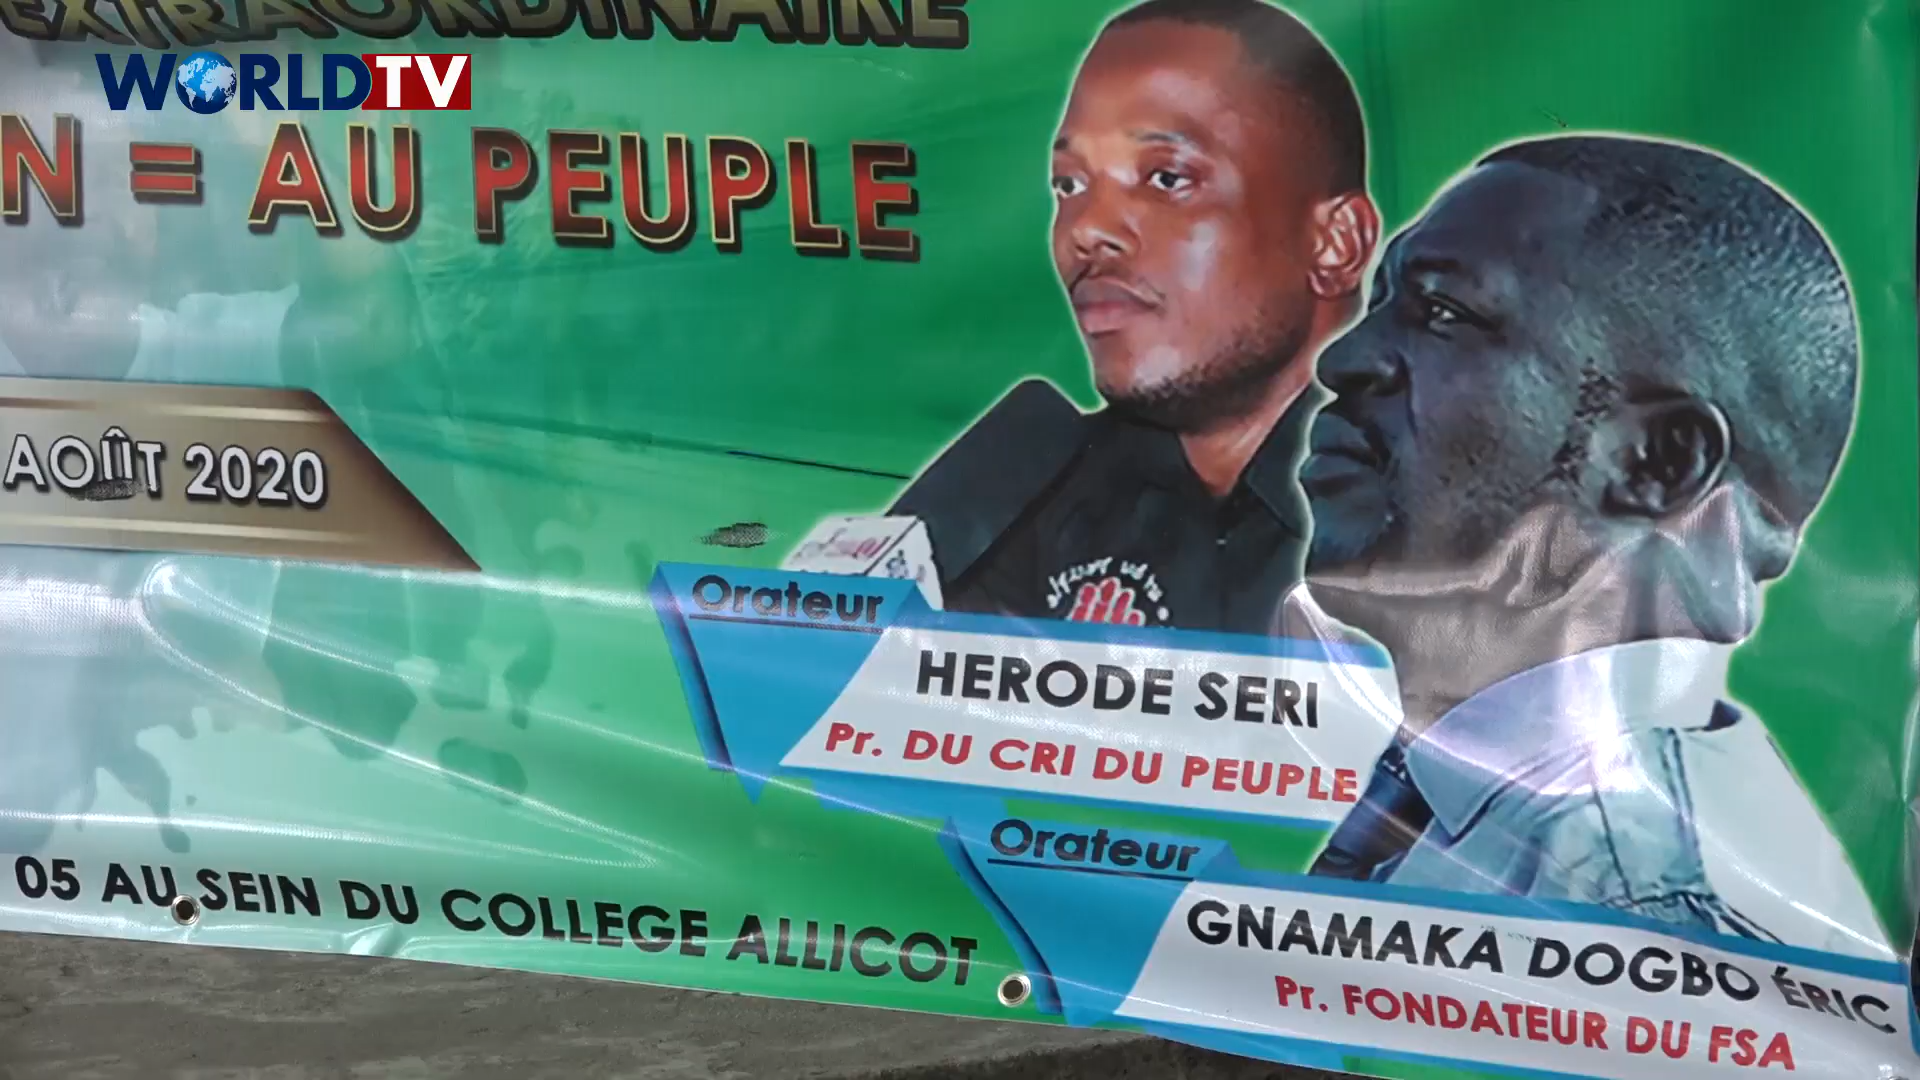 EXTRAORDINAIRE
WORLDTV
N = AU PEUPLE
AOÛT 2020
Orateur
HERODE SERI
Pr. DU CRI DU PEUPLE
Orateur
GNAMAKA DOGBO ÉRIC
Pr. FONDATEUR DU FSA
05 AU SEIN DU COLLEGE ALLICOT